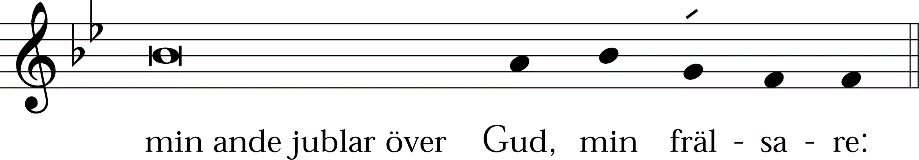 min ande jublar över Gud, min fräl - sa - re: